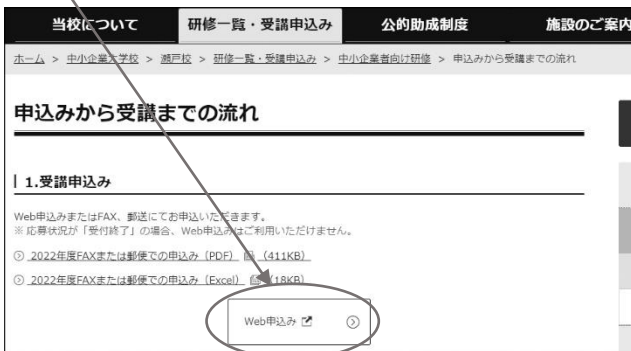 当校について 研修一覧・受講申込み 公的助成制度 施設のご案内
ホーム > 中小企業大学校 > 瀬戸校 > 研修一覧・受講申込み > 中小企業者向け研修 > 申込みから受講までの流れ
申込みから受講までの流れ
1.受講申込み
Web申込みまたはFAX、郵送にてお申込いただきます。
※ 応募状況が「受付終了」の場合、Web申込みはご利用いただけません。
2022年度FAXまたは郵便での申込み（PDF）（411KB）
2022年度FAXまたは郵便での申込み（Excel）（18KB）
Web申込み